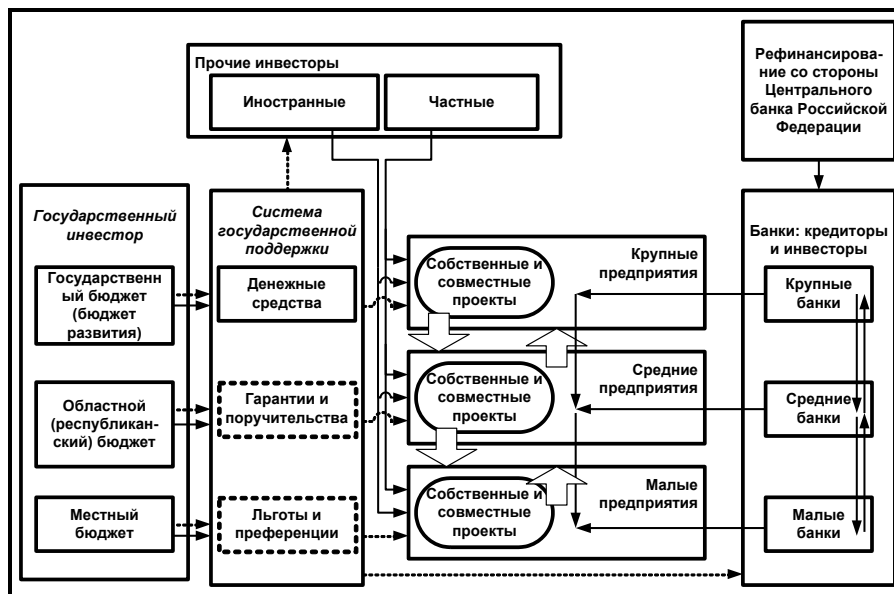 Прочие инвесторы
Иностранные
Частные
Рефинансирова-
ние со стороны
Центрального
банка Российской
Федерации
Государственный
инвестор
Государственн
ный бюджет
(бюджет
развития)
Областной
(республикан-
ский) бюджет
Местный
бюджет
Система
государственной
поддержки
Денежные
средства
Гарантии и
поручительства
Льготы и
преференции
Крупные
предприятия
Собственные и
совместные
проекты
Средние
предприятия
Собственные и
совместные
проекты
Малые
предприятия
Собственные и
совместные
проекты
Банки: кредиторы
и инвесторы
Крупные
банки
Средние
банки
Малые
банки